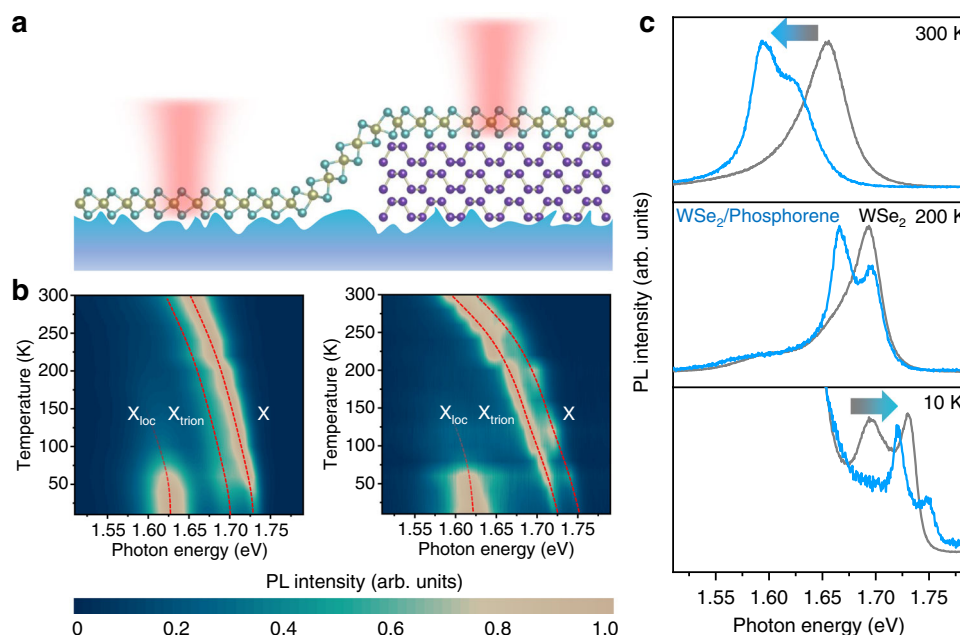 a
b
300
250
200
150
100
50
Temperature (K)
X_loc X_trion X
1.55 1.60 1.65 1.70 1.75
Photon energy (eV)
300
250
200
150
100
50
Temperature (K)
X_loc X_trion X
1.55 1.60 1.65 1.70 1.75
Photon energy (eV)
PL intensity (arb. units)
0 0.2 0.4 0.6 0.8 1.0
c
PL intensity (arb. units)
300 K
WSe₂/Phosphorene WSe₂ 200 K
10 K
1.55 1.60 1.65 1.70 1.75
Photon energy (eV)